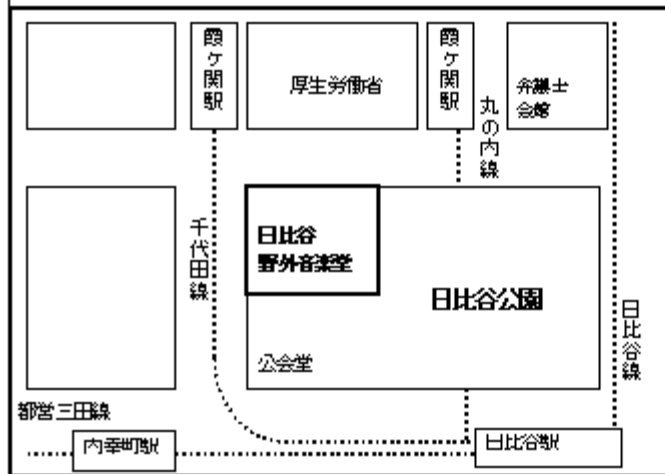 霞ヶ関駅
厚生労働省
霞ヶ関駅
丸の内線
弁護士
会館
千代田線
日比谷
野外音楽堂
日比谷公園
日比谷線
公会堂
都営三田線
内幸町駅
日比谷駅